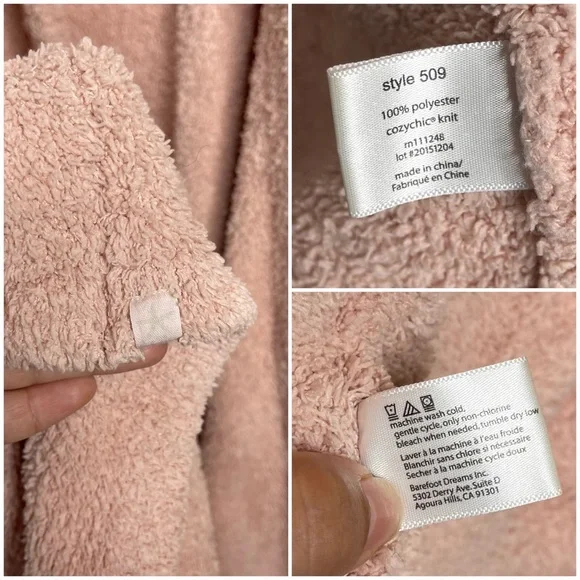 style 509
100% polyester
cozychic® knit
rn111248
lot #20151204
made in china/
Fabriqué en Chine
machine wash cold,
gentle cycle, only non-chlorine
bleach when needed, tumble dry low
Laver à la machine à l'eau froide
Blanchir sans chlore si nécessaire
Secher à la machine cycle doux
Barefoot Dreams Inc.
5302 Derry Ave. Suite D
Agoura Hills, CA 91301